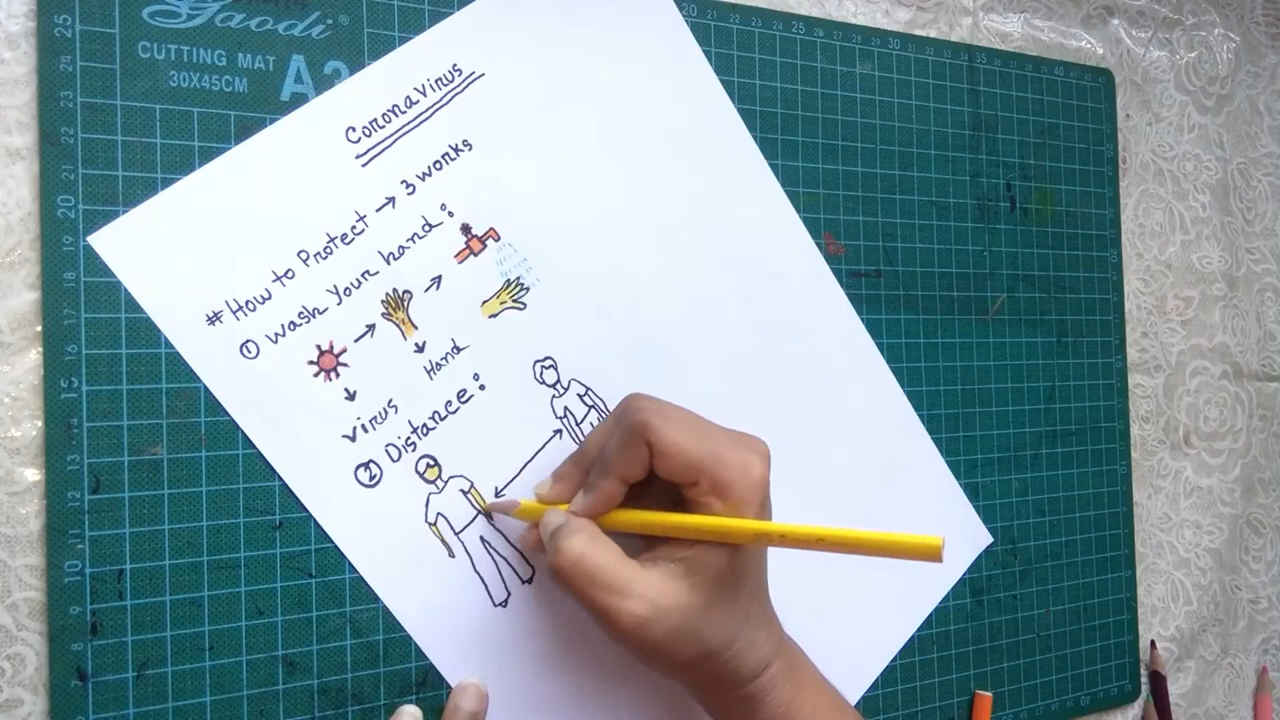 Gaodi®
CUTTING MAT
30X45CM
A3
Coronavirus
# How to Protect → 3 works
① wash your hand:
Hand
virus
② Distance: